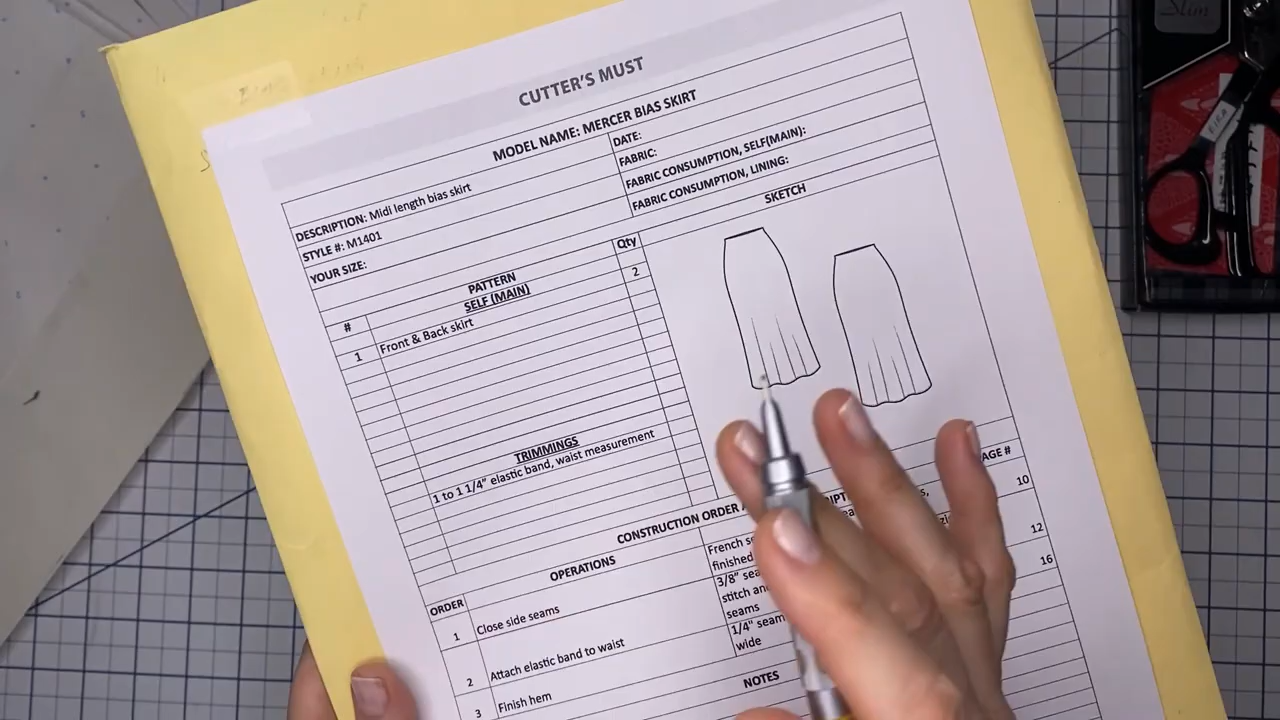 Slim
CUTTER'S MUST
MODEL NAME: MERCER BIAS SKIRT
DESCRIPTION: Midi length bias skirt
DATE:
STYLE #: M1401
FABRIC:
YOUR SIZE:
FABRIC CONSUMPTION, SELF(MAIN):
FABRIC CONSUMPTION, LINING:
PATTERN
Qty
SKETCH
# SELF (MAIN)
1 Front & Back skirt 2
TRIMMINGS
1 to 1 1/4" elastic band, waist measurement
CONSTRUCTION ORDER
ORDER OPERATIONS
AGE #
1 Close side seams
French
finished
10
2 Attach elastic band to waist
3/8"
stitch
seams
12
3 Finish hem
1/4" seam
wide
16
NOTES